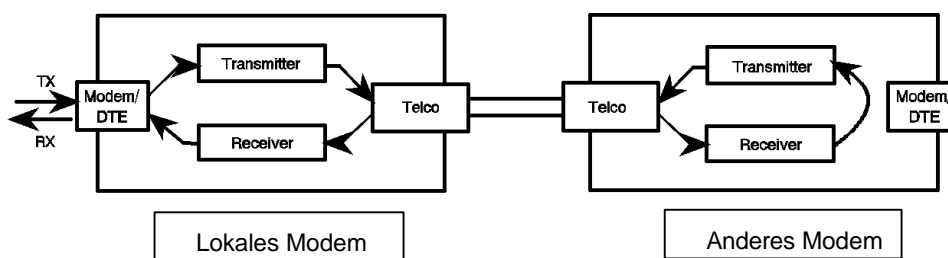 TX
RX
Modem/
DTE
Transmitter
Receiver
Telco
Telco
Transmitter
Receiver
Modem/
DTE
Lokales Modem
Anderes Modem